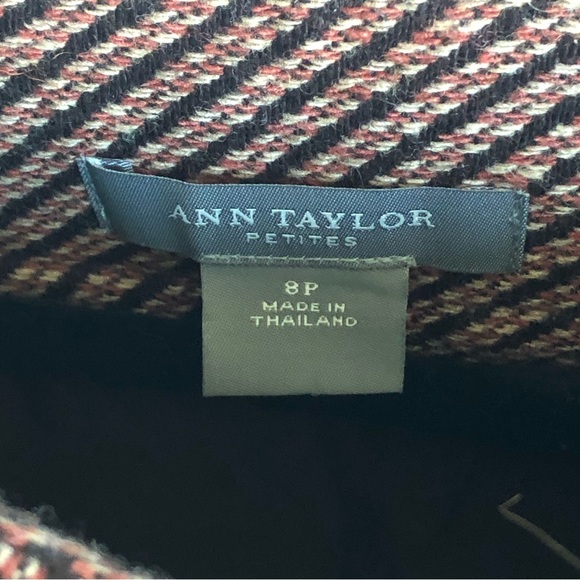 ANN TAYLOR
PETITES
8P
MADE IN
THAILAND